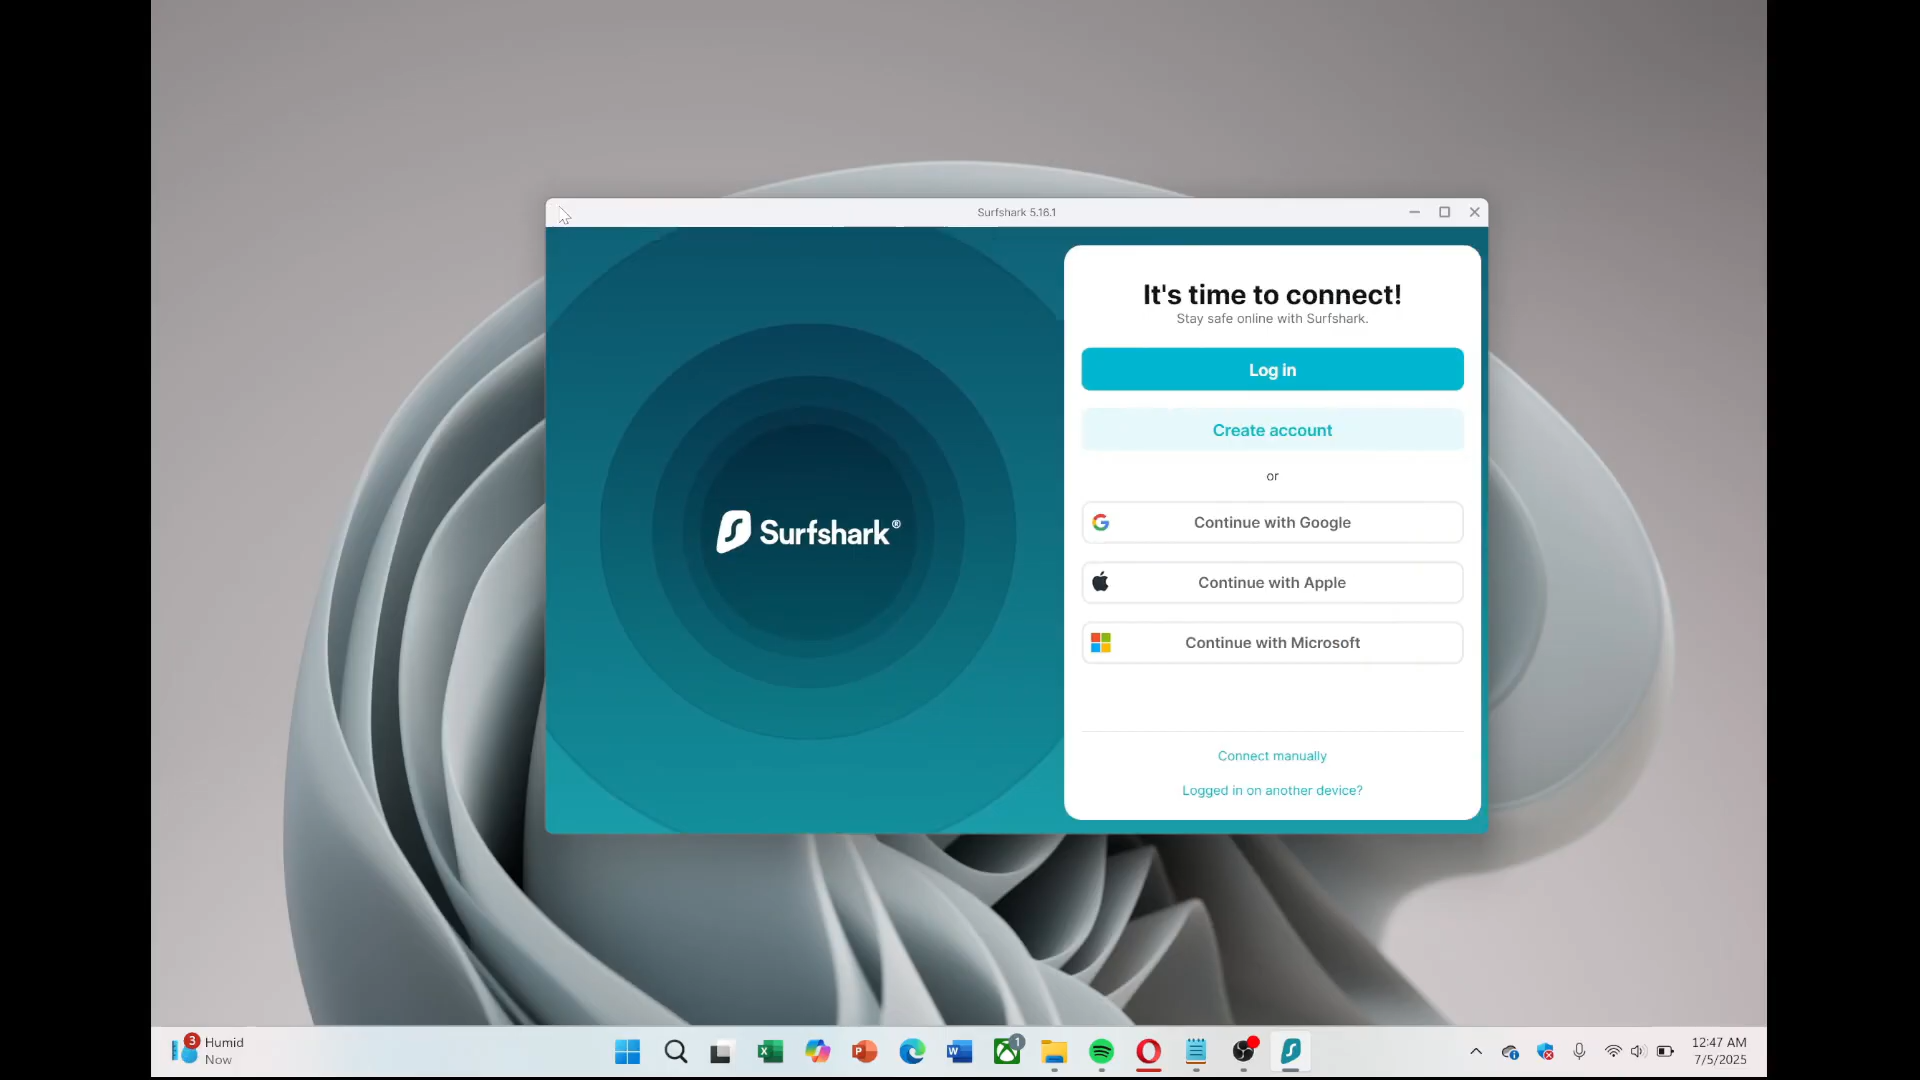 Surfshark 5.16.1
It's time to connect!
Stay safe online with Surfshark.
Log in
Create account
or
Continue with Google
Continue with Apple
Continue with Microsoft
Connect manually
Logged in on another device?
Surfshark®
3
Humid
Now
1
12:47 AM
7/5/2025